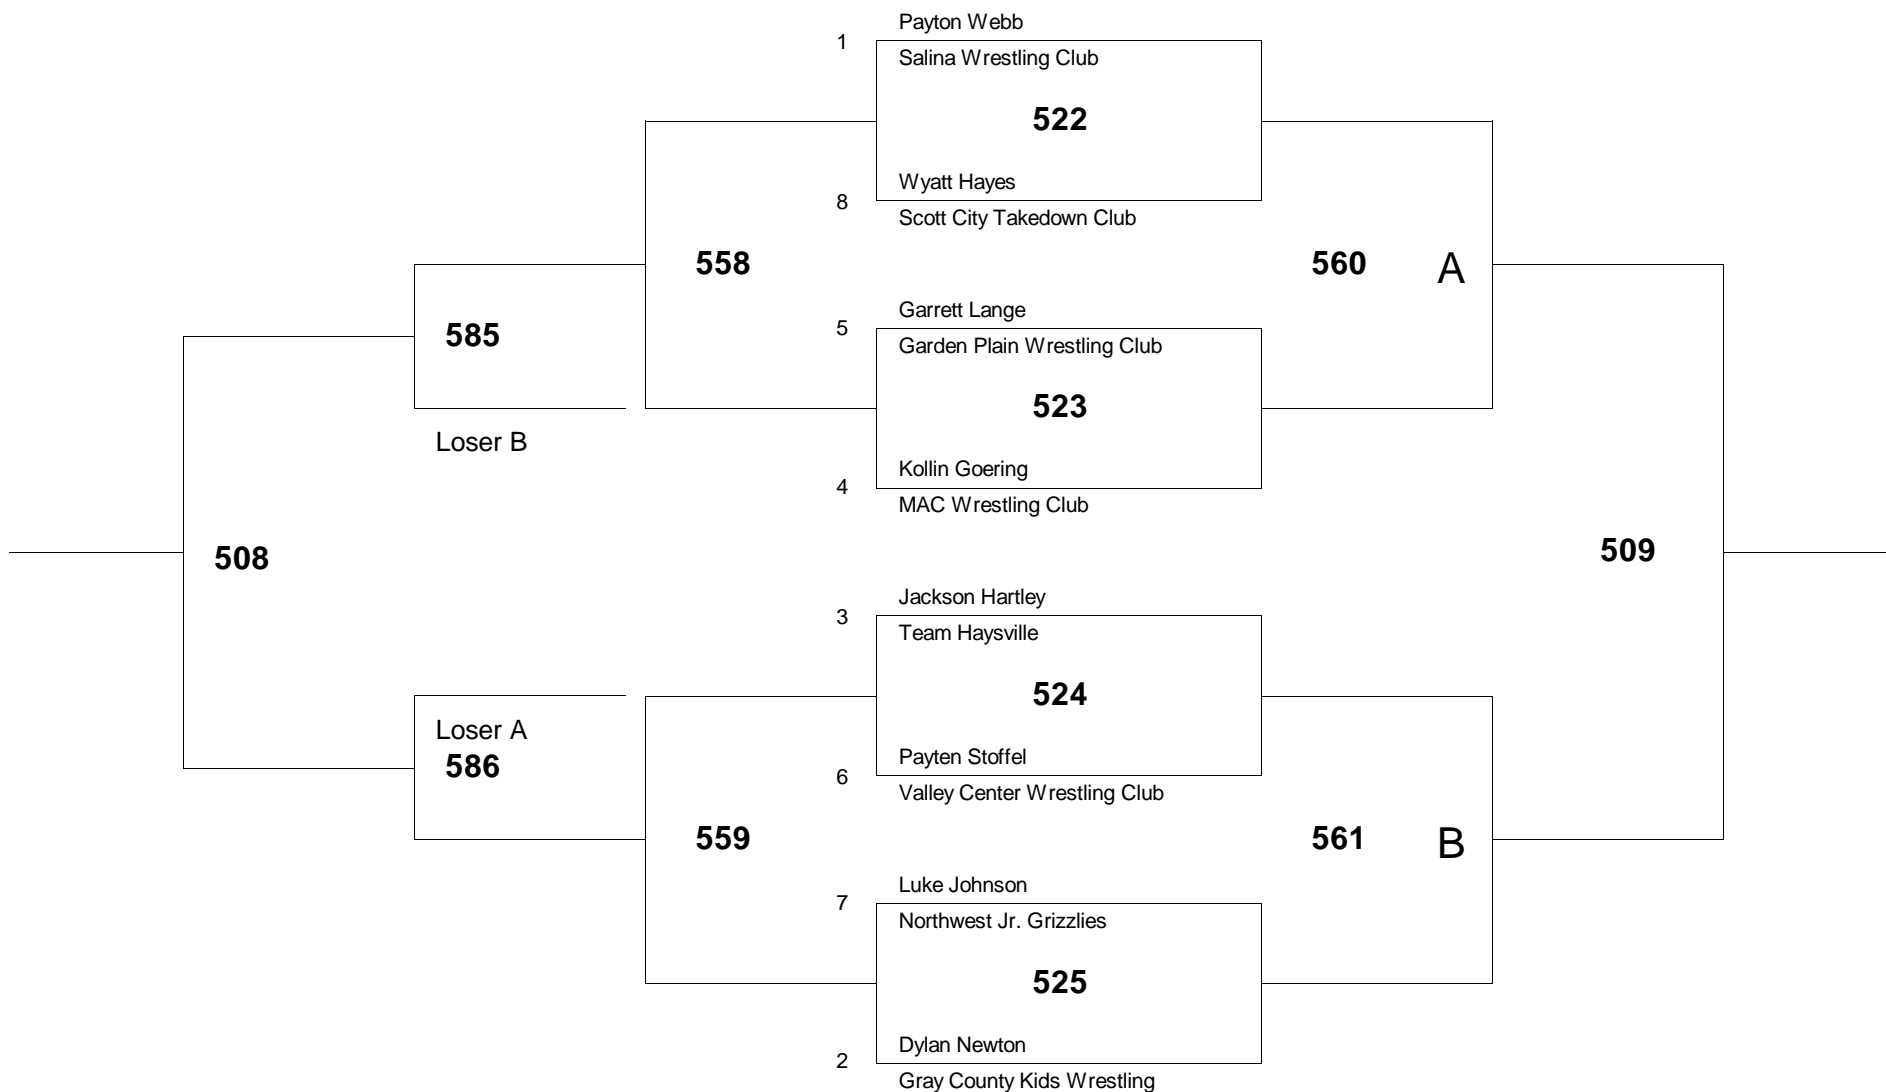 Payton Webb
1
Salina Wrestling Club
522
Wyatt Hayes
8
Scott City Takedown Club
558
560
A
Garrett Lange
5
585
Garden Plain Wrestling Club
523
Loser B
Kollin Goering
4
MAC Wrestling Club
508
509
Jackson Hartley
3
Team Haysville
524
Loser A
586
Payten Stoffel
6
Valley Center Wrestling Club
559
561
B
Luke Johnson
7
Northwest Jr. Grizzlies
525
Dylan Newton
2
Gray County Kids Wrestling